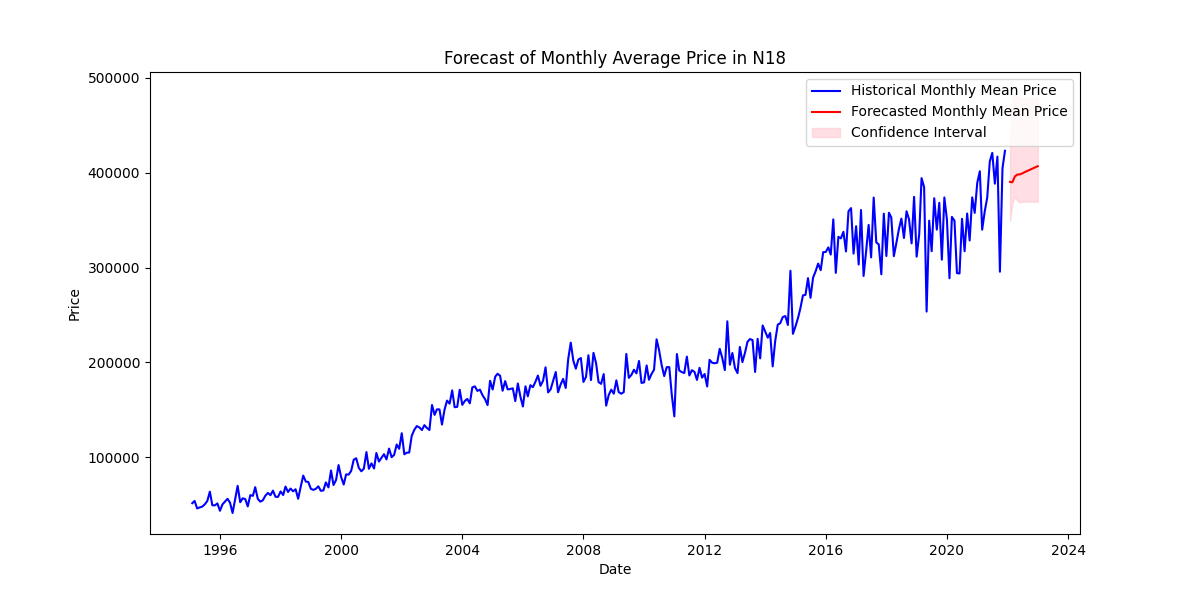 Forecast of Monthly Average Price in N18
500000
400000
300000
200000
100000
Price
Historical Monthly Mean Price
Forecasted Monthly Mean Price
Confidence Interval
1996 2000 2004 2008 2012 2016 2020 2024
Date